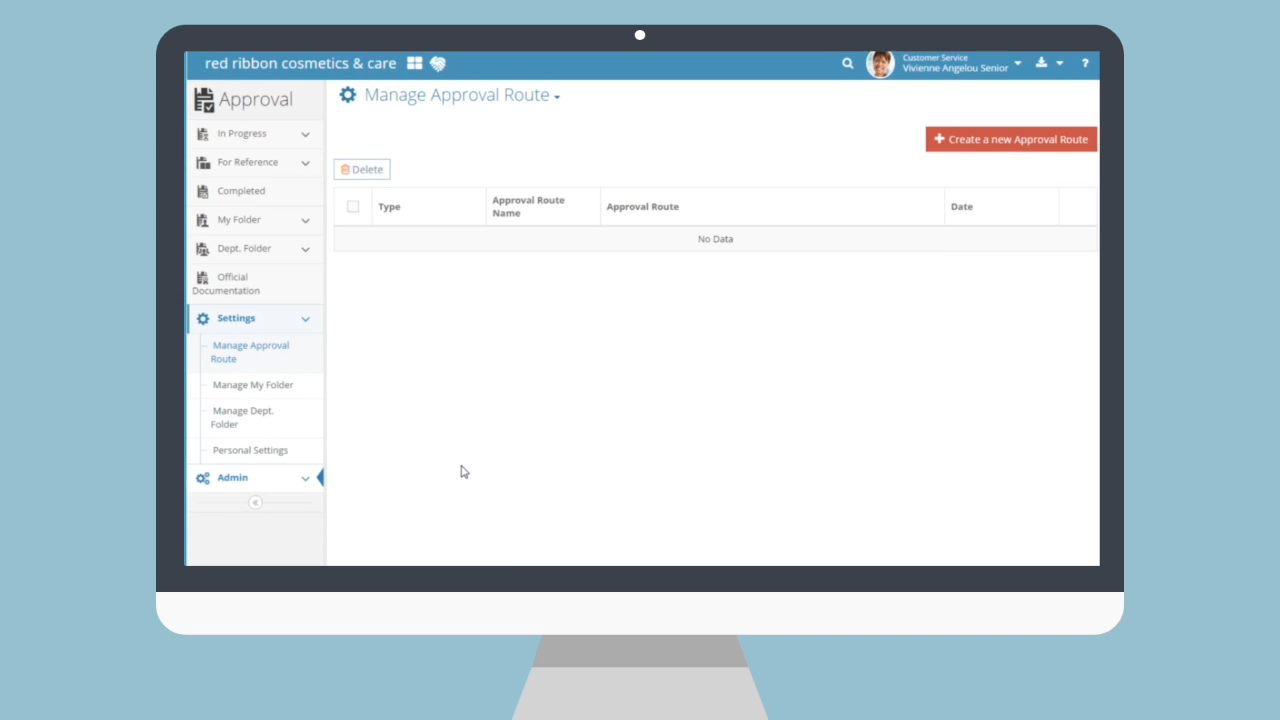 red ribbon cosmetics & care
Customer Service
Vivienne Angelou Senior
?
Approval
In Progress
For Reference
Completed
My Folder
Dept. Folder
Official
Documentation
Settings
Manage Approval
Route
Manage My Folder
Manage Dept.
Folder
Personal Settings
Admin
Manage Approval Route
Create a new Approval Route
Delete
Type
Approval Route
Name
Approval Route
Date
No Data